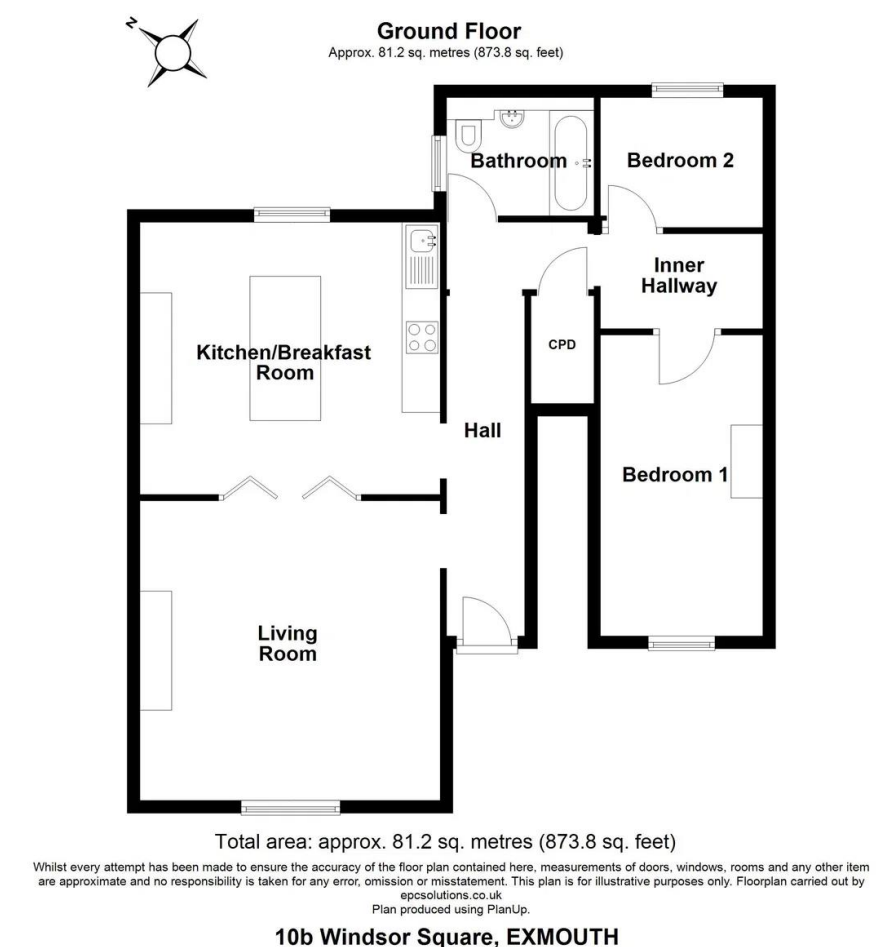 N
Ground Floor
Approx. 81.2 sq. metres (873.8 sq. feet)
Bathroom
Bedroom 2
Inner
Hallway
Kitchen/Breakfast
Room
CPD
Hall
Bedroom 1
Living
Room
Total area: approx. 81.2 sq. metres (873.8 sq. feet)
Whilst every attempt has been made to ensure the accuracy of the floor plan contained here, measurements of doors, windows, rooms and any other item
are approximate and no responsibility is taken for any error, omission or misstatement. This plan is for illustrative purposes only. Floorplan carried out by
epcsolutions.co.uk
Plan produced using PlanUp.
10b Windsor Square, EXMOUTH